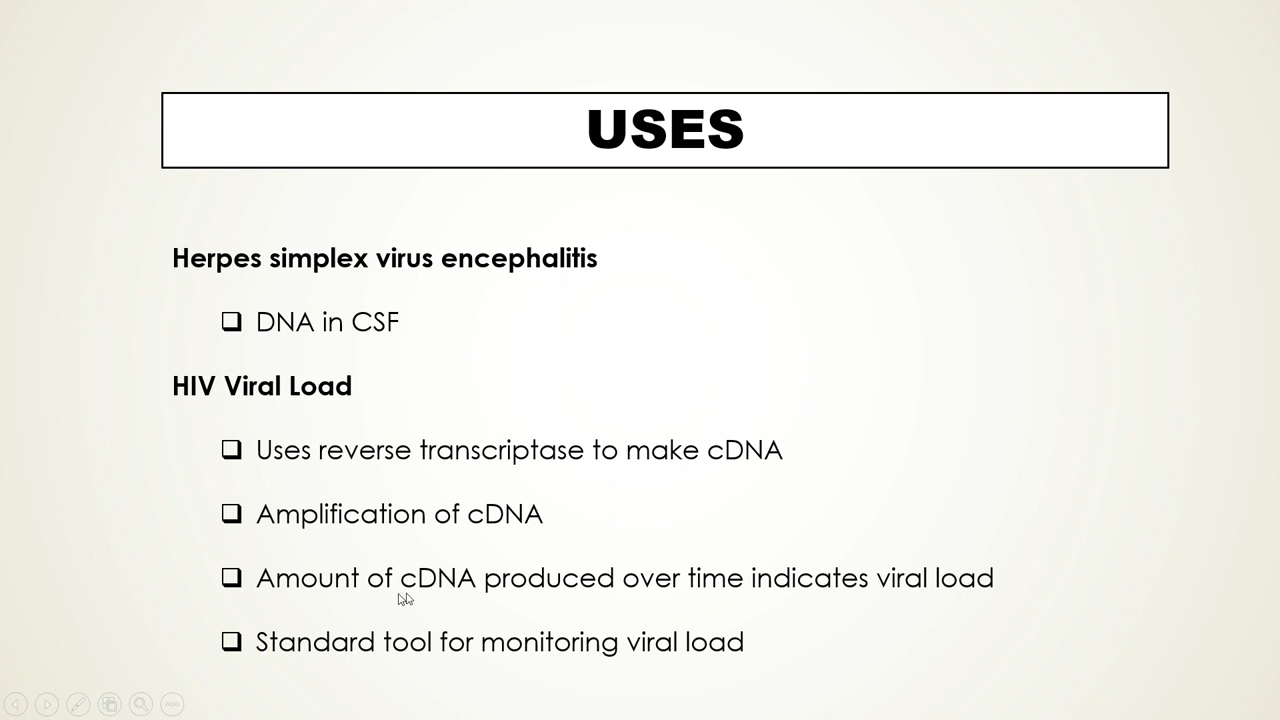 USES
Herpes simplex virus encephalitis
❑ DNA in CSF
HIV Viral Load
❑ Uses reverse transcriptase to make cDNA
❑ Amplification of cDNA
❑ Amount of cDNA produced over time indicates viral load
❑ Standard tool for monitoring viral load